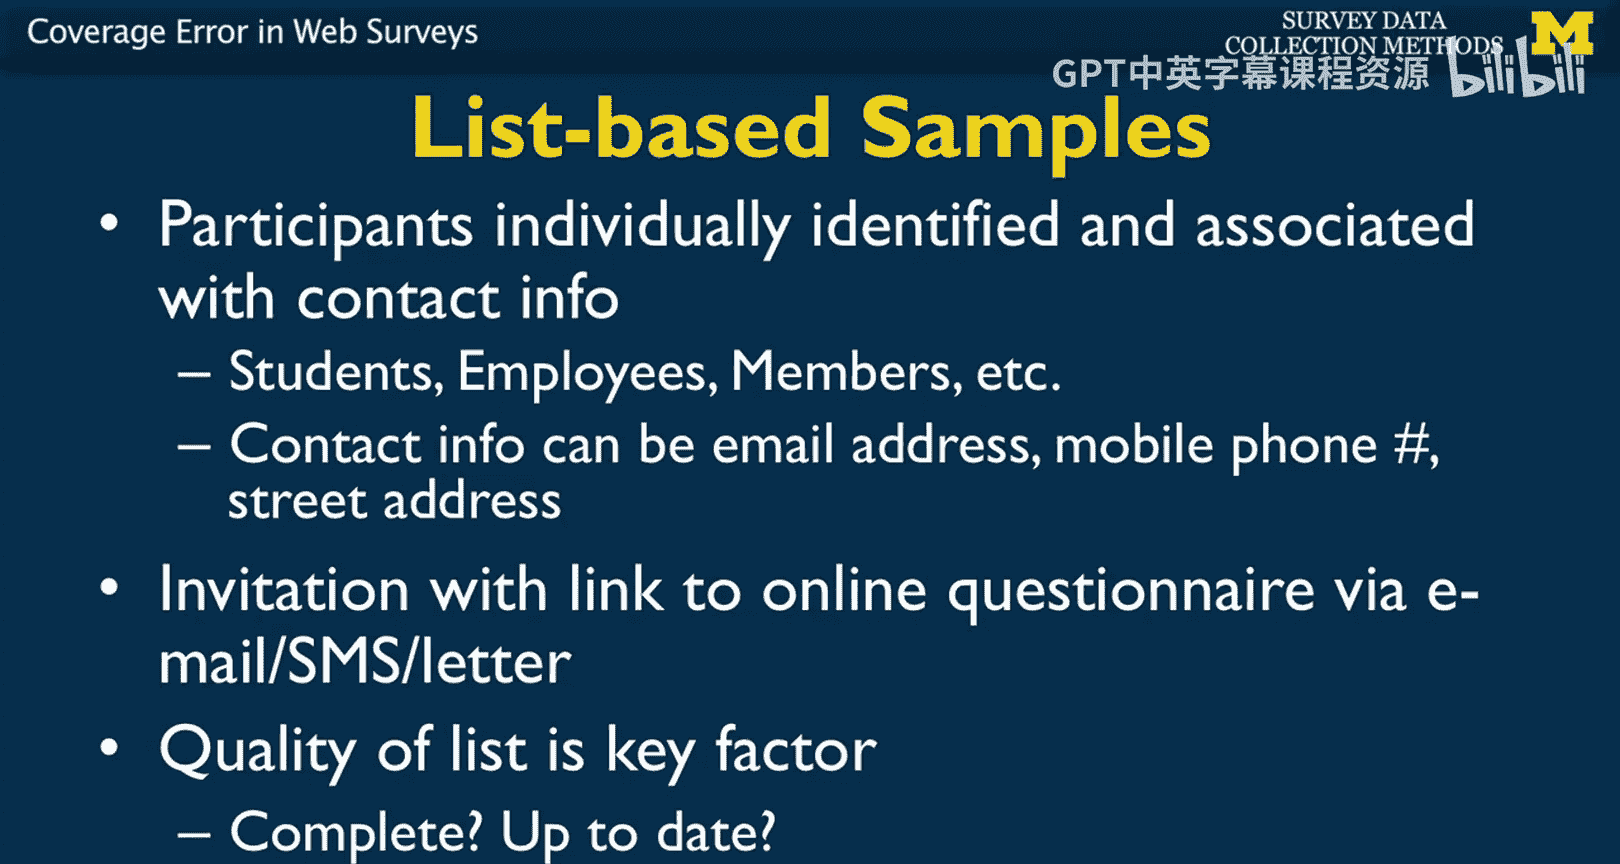 Coverage Error in Web Surveys
SURVEY DATA
COLLECTION METHODS
M
GPT中英字幕课程资源 bilibili
List-based Samples
• Participants individually identified and associated
with contact info
– Students, Employees, Members, etc.
– Contact info can be email address, mobile phone #,
street address
• Invitation with link to online questionnaire via e-
mail/SMS/letter
• Quality of list is key factor
– Complete? Up to date?